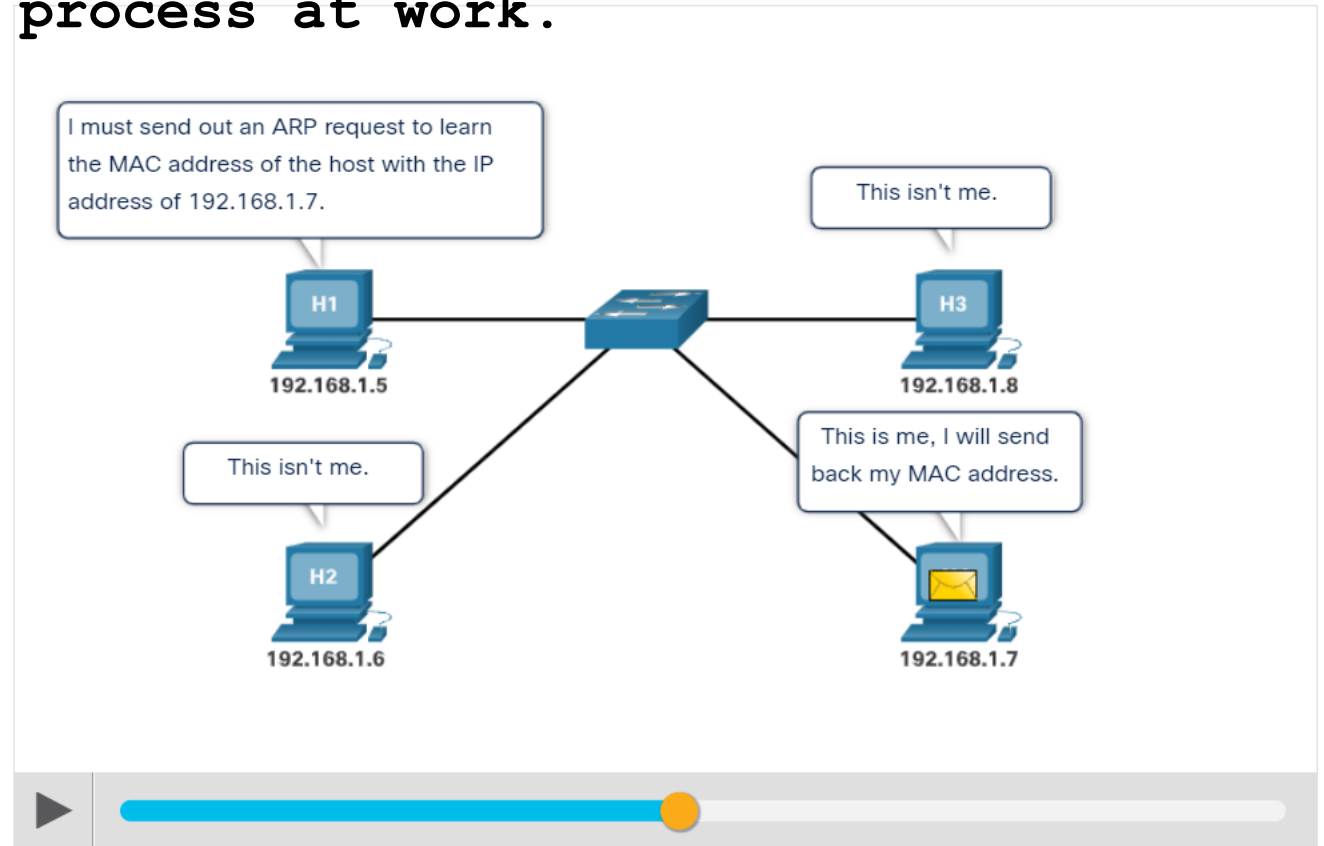 process at work.
I must send out an ARP request to learn
the MAC address of the host with the IP
address of 192.168.1.7.
This isn't me.
H1
H3
192.168.1.5
192.168.1.8
This isn't me.
This is me, I will send
back my MAC address.
H2
192.168.1.6
192.168.1.7